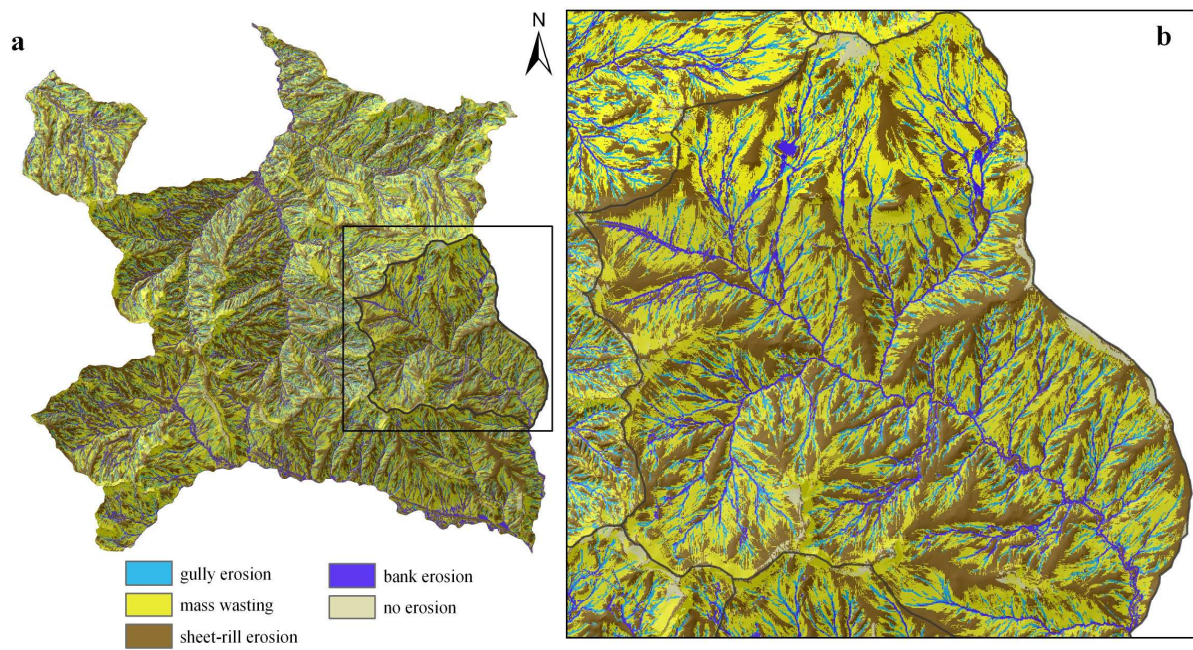 a
N
b
gully erosion
mass wasting
sheet-rill erosion
bank erosion
no erosion